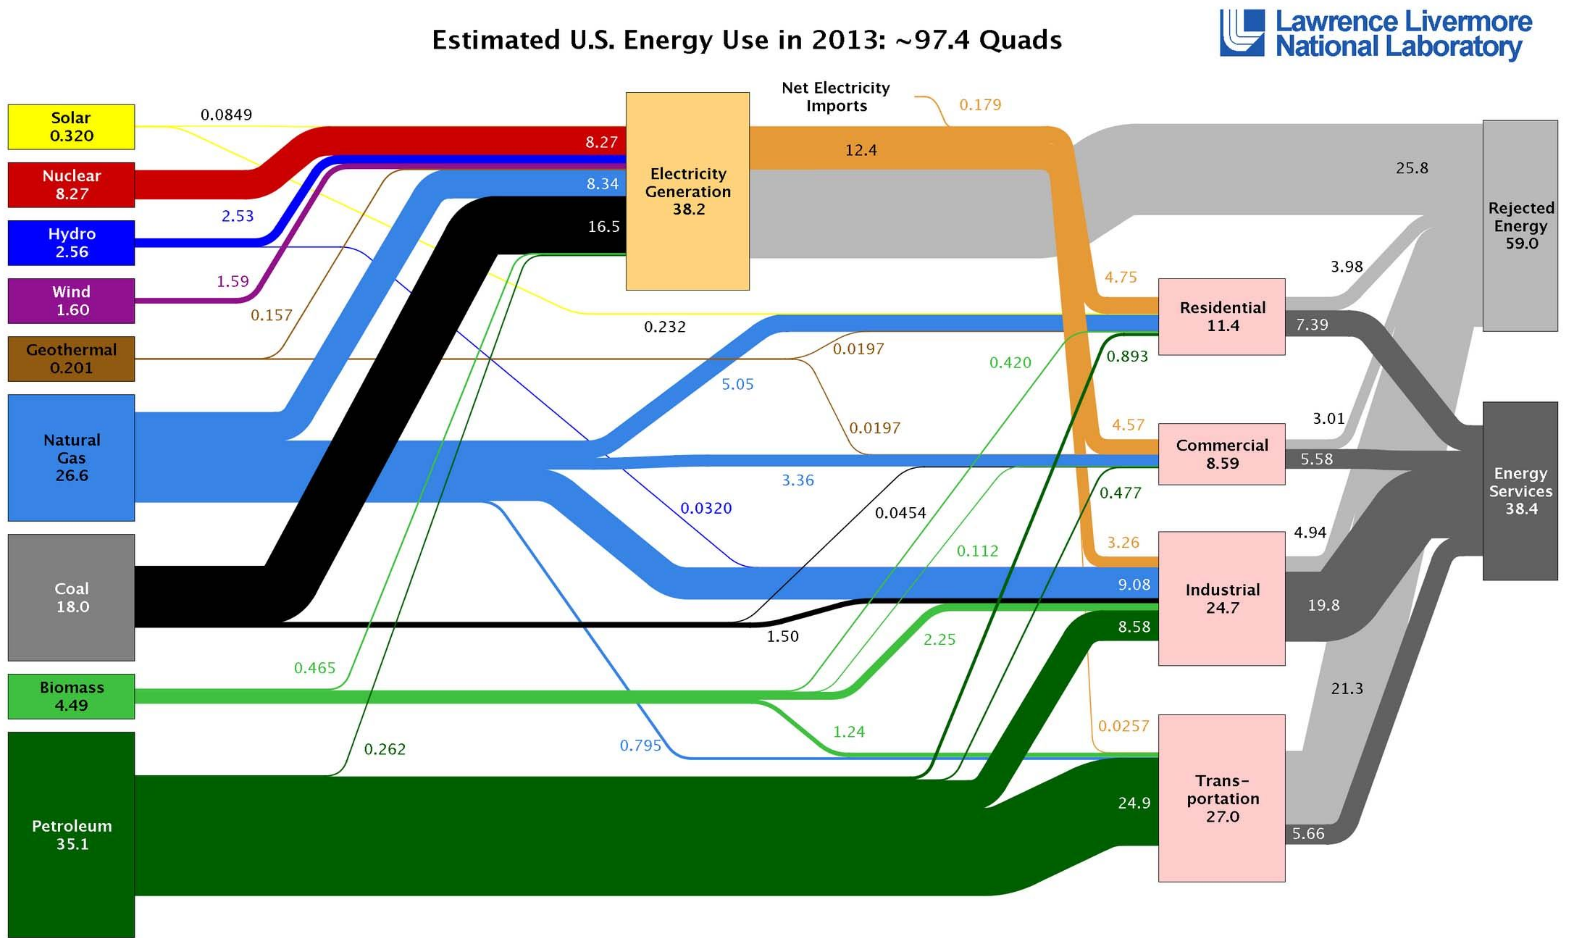 Estimated U.S. Energy Use in 2013: ~97.4 Quads
Lawrence Livermore
National Laboratory
Net Electricity
Imports
0.179
Solar
0.320
0.0849
Nuclear
8.27
8.27
12.4
25.8
Hydro
2.56
2.53
8.34
Electricity
Generation
38.2
Rejected
Energy
59.0
16.5
Wind
1.60
1.59
0.157
4.75
3.98
Residential
11.4
7.39
0.232
Geothermal
0.201
0.0197
0.420
0.893
5.05
0.0197
4.57
3.01
Natural
Gas
26.6
Commercial
8.59
5.58
3.36
0.477
Energy
Services
38.4
0.0320
0.0454
0.112
3.26
4.94
Coal
18.0
9.08
Industrial
24.7
19.8
1.50
8.58
2.25
0.465
Biomass
4.49
21.3
0.262
0.795
1.24
0.0257
Petroleum
35.1
24.9
Trans-
portation
27.0
5.66